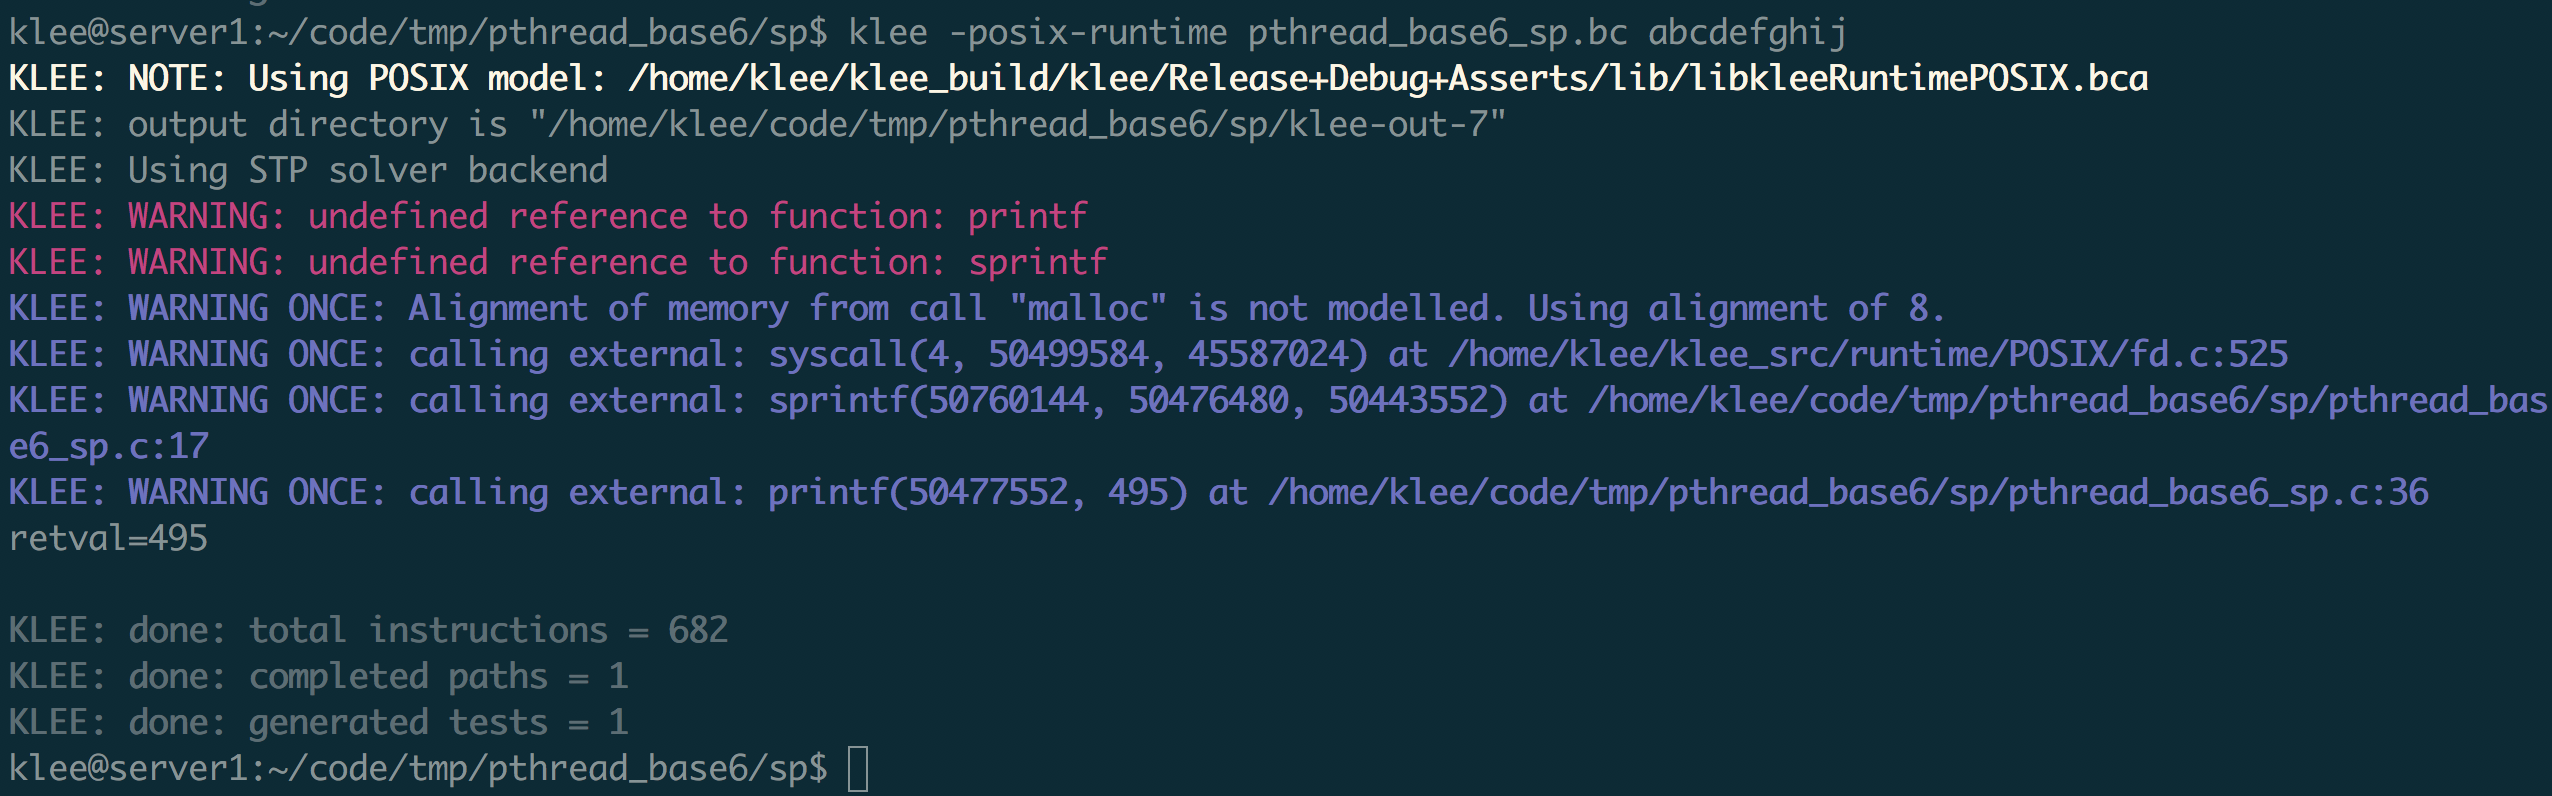 klee@server1:~/code/tmp/pthread_base6/sp$ klee -posix-runtime pthread_base6_sp.bc abcdefghij
KLEE: NOTE: Using POSIX model: /home/klee/klee_build/klee/Release+Debug+Asserts/lib/libkleeRuntimePOSIX.bca
KLEE: output directory is "/home/klee/code/tmp/pthread_base6/sp/klee-out-7"
KLEE: Using STP solver backend
KLEE: WARNING: undefined reference to function: printf
KLEE: WARNING: undefined reference to function: sprintf
KLEE: WARNING ONCE: Alignment of memory from call "malloc" is not modelled. Using alignment of 8.
KLEE: WARNING ONCE: calling external: syscall(4, 50499584, 45587024) at /home/klee/klee_src/runtime/POSIX/fd.c:525
KLEE: WARNING ONCE: calling external: sprintf(50760144, 50476480, 50443552) at /home/klee/code/tmp/pthread_base6/sp/pthread_bas
e6_sp.c:17
KLEE: WARNING ONCE: calling external: printf(50477552, 495) at /home/klee/code/tmp/pthread_base6/sp/pthread_base6_sp.c:36
retval=495
KLEE: done: total instructions = 682
KLEE: done: completed paths = 1
KLEE: done: generated tests = 1
klee@server1:~/code/tmp/pthread_base6/sp$